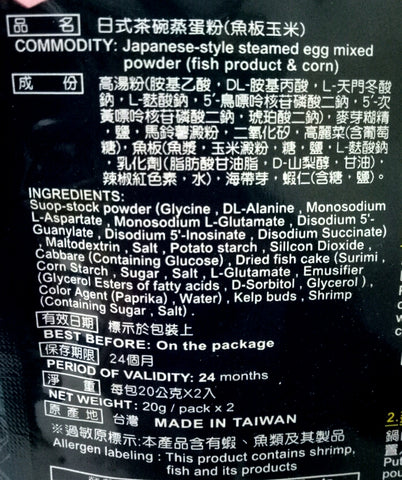 品名 日式茶碗蒸蛋粉(魚板玉米)
COMMODITY: Japanese-style steamed egg mixed
powder (fish product & corn)
成份 高湯粉(胺基乙酸，DL-胺基丙酸，L-天門冬酸
鈉，L-麩酸鈉，5'-鳥嘌呤核苷磷酸二鈉，5'-次
黃嘌呤核苷磷酸二鈉，琥珀酸二鈉)，麥芽糊精
，鹽，馬鈴薯澱粉，二氧化矽，高麗菜(含葡萄
糖)，魚板(魚漿，玉米澱粉，糖，鹽，L-麩酸鈉
，乳化劑(脂肪酸甘油脂，D-山梨醇，甘油)，
辣椒紅色素，水)，海帶芽，蝦仁(含糖，鹽)。
INGREDIENTS:
Suop-stock powder (Glycine , DL-Alanine , Monosodium
L-Aspartate , Monosodium L-Glutamate , Disodium 5'-
Guanylate , Disodium 5'-Inosinate , Disodium Succinate)
, Maltodextrin , Salt , Potato starch , Sillcon Dioxide ,
Cabbare (Containing Glucose) , Dried fish cake (Surimi ,
Corn Starch , Sugar , Salt , L-Glutamate , Emusifier
(Glycerol Esters of fatty acids , D-Sorbitol , Glycerol ) ,
Color Agent (Paprika) , Water) , Kelp buds , Shrimp
(Containing Sugar , Salt) .
有效日期 標示於包裝上
BEST BEFORE: On the package
保存期限 24個月
PERIOD OF VALIDITY: 24 months
淨重 每包20公克×2入
NET WEIGHT: 20g / pack x 2
原產地 台灣 MADE IN TAIWAN
※過敏原標示:本產品含有蝦、魚類及其製品
Allergen labeling : This product contains shrimp,
fish and its products